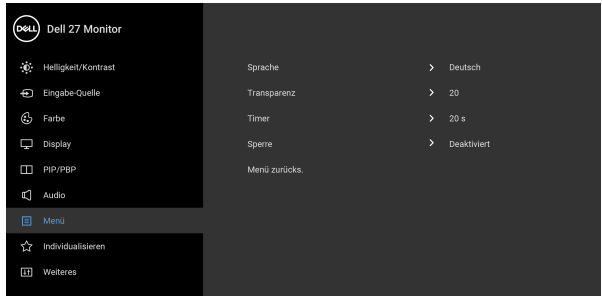 DELL Dell 27 Monitor
Helligkeit/Kontrast
Eingabe-Quelle
Farbe
Display
PIP/PBP
Audio
Menü
Individualisieren
Weiteres
Sprache Deutsch
Transparenz 20
Timer 20 s
Sperre Deaktiviert
Menü zurücks.